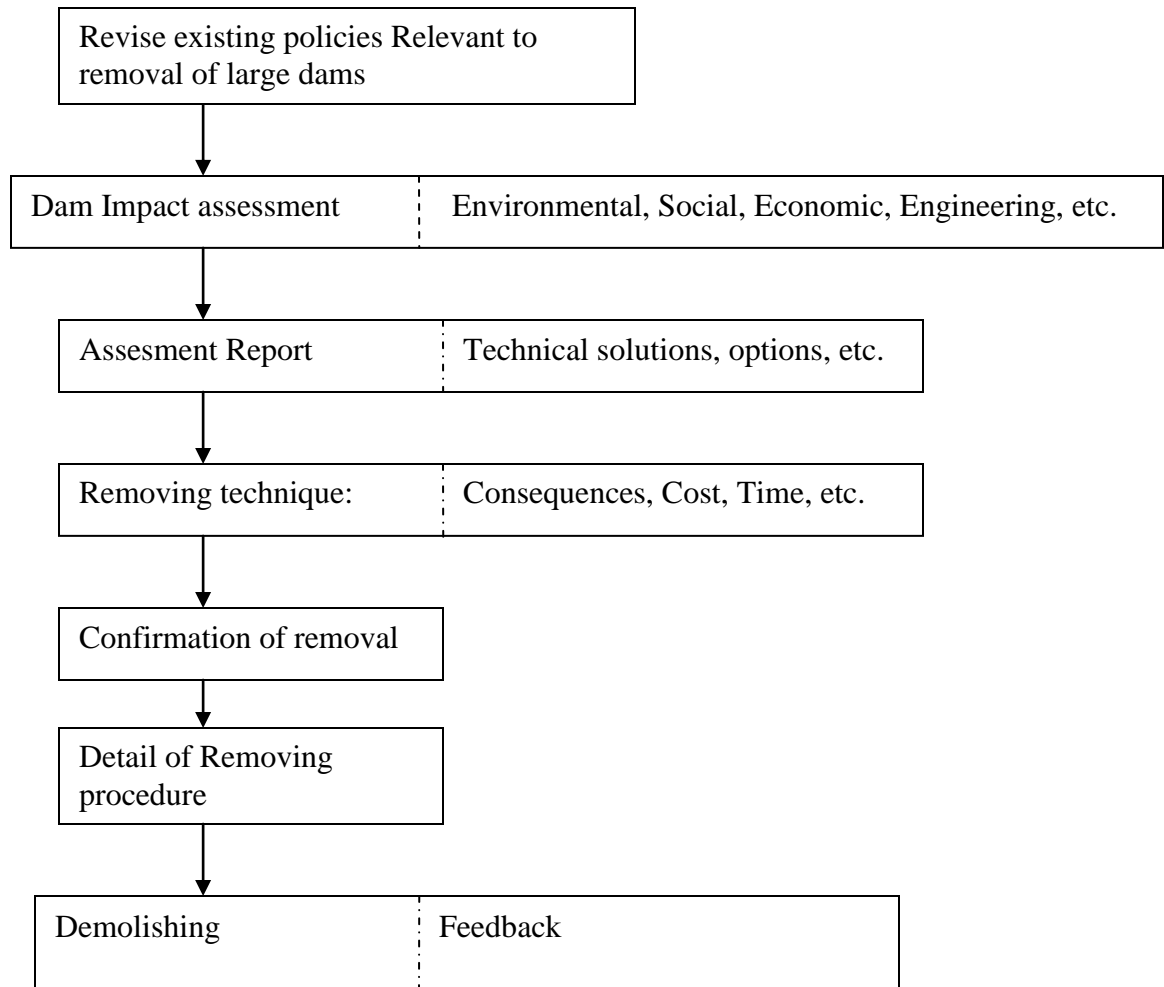 Revise existing policies Relevant to
removal of large dams
Dam Impact assessment
Environmental, Social, Economic, Engineering, etc.
Assesment Report
Technical solutions, options, etc.
Removing technique:
Consequences, Cost, Time, etc.
Confirmation of removal
Detail of Removing
procedure
Demolishing
Feedback